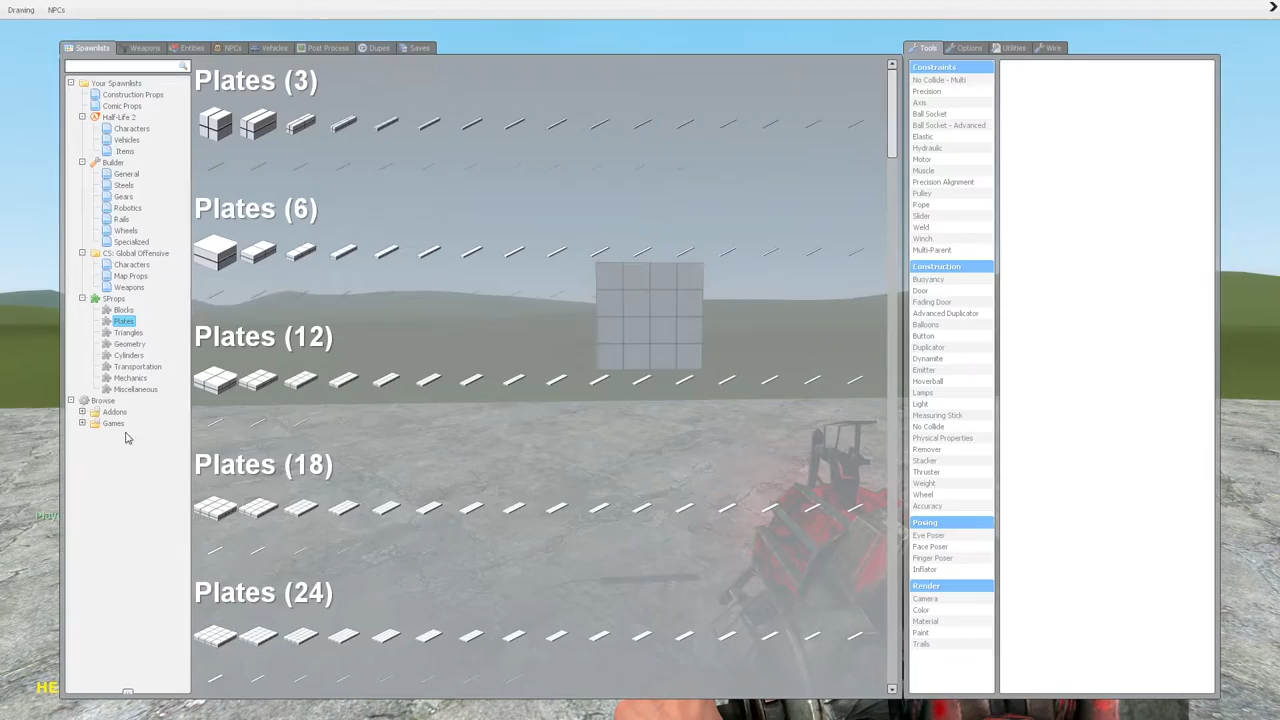 Drawing NPCs
Spawnlists Weapons Entities NPCs Vehicles Post Process Dupes Saves
Tools Options Utilities Wire
Your Spawnlists
Construction Props
Comic Props
Half-Life 2
Characters
Vehicles
Items
Builder
General
Steels
Gears
Robotics
Rails
Wheels
Specialized
CS: Global Offensive
Characters
Map Props
Weapons
SProps
Blocks
Plates
Triangles
Geometry
Cylinders
Transportation
Mechanics
Miscellaneous
Browse
Addons
Games
Plates (3)
Plates (6)
Plates (12)
Plates (18)
Plates (24)
Constraints
No Collide - Multi
Precision
Axis
Ball Socket
Ball Socket - Advanced
Elastic
Hydraulic
Motor
Muscle
Precision Alignment
Pulley
Rope
Slider
Weld
Winch
Multi-Parent
Construction
Buoyancy
Door
Fading Door
Advanced Duplicator
Balloons
Button
Duplicator
Dynamite
Emitter
Hoverball
Lamps
Light
Measuring Stick
No Collide
Physical Properties
Remover
Stacker
Thruster
Weight
Wheel
Accuracy
Posing
Eye Poser
Face Poser
Finger Poser
Inflator
Render
Camera
Color
Material
Paint
Trails
HE